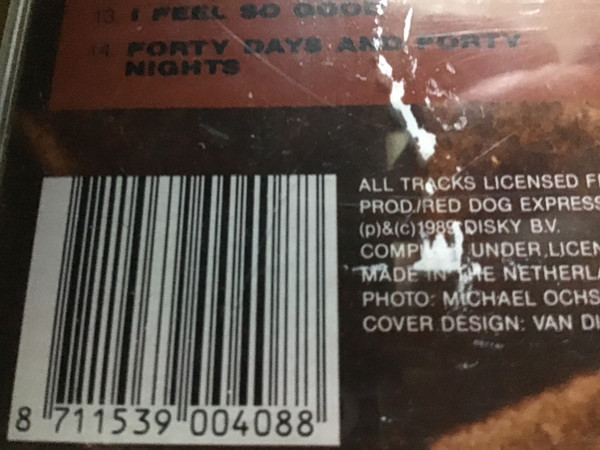 13. I FEEL SO GOOD
14. FORTY DAYS AND FORTY
NIGHTS
ALL TRACKS LICENSED
PROD./RED DOG EXPRESS
(p)&(c)1989 DISKY B.V.
UNDER LICEN
MADE IN THE NETHERLA
PHOTO: MICHAEL OCHS
COVER DESIGN: VAN DI
8 711539 004088